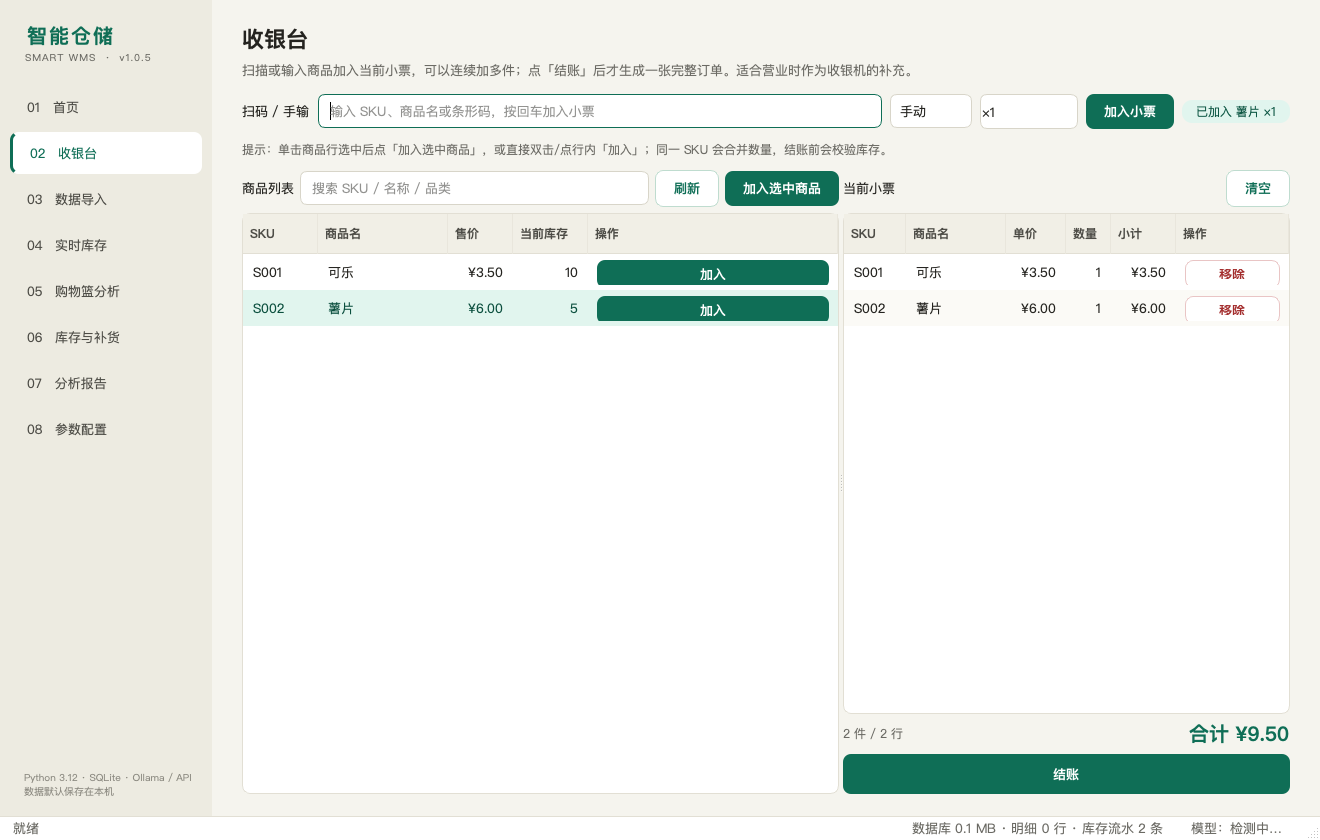 智能仓储
SMART WMS · v1.0.5
01 首页
02 收银台
03 数据导入
04 实时库存
05 购物篮分析
06 库存与补货
07 分析报告
08 参数配置
Python 3.12 · SQLite · Ollama / API
数据默认保存在本机
收银台
扫描或输入商品加入当前小票，可以连续加多件；点「结账」后才生成一张完整订单。适合营业时作为收银机的补充。
扫码 / 手输 输入 SKU、商品名或条形码，按回车加入小票 手动 ×1 加入小票 已加入 薯片 ×1
提示：单击商品行选中后点「加入选中商品」，或直接双击/点行内「加入」；同一 SKU 会合并数量，结账前会校验库存。
商品列表 搜索 SKU / 名称 / 品类 刷新 加入选中商品
SKU 商品名 售价 当前库存 操作
S001 可乐 ¥3.50 10 加入
S002 薯片 ¥6.00 5 加入
当前小票 清空
SKU 商品名 单价 数量 小计 操作
S001 可乐 ¥3.50 1 ¥3.50 移除
S002 薯片 ¥6.00 1 ¥6.00 移除
2 件 / 2 行 合计 ¥9.50
结账
就绪 数据库 0.1 MB · 明细 0 行 · 库存流水 2 条 模型：检测中...